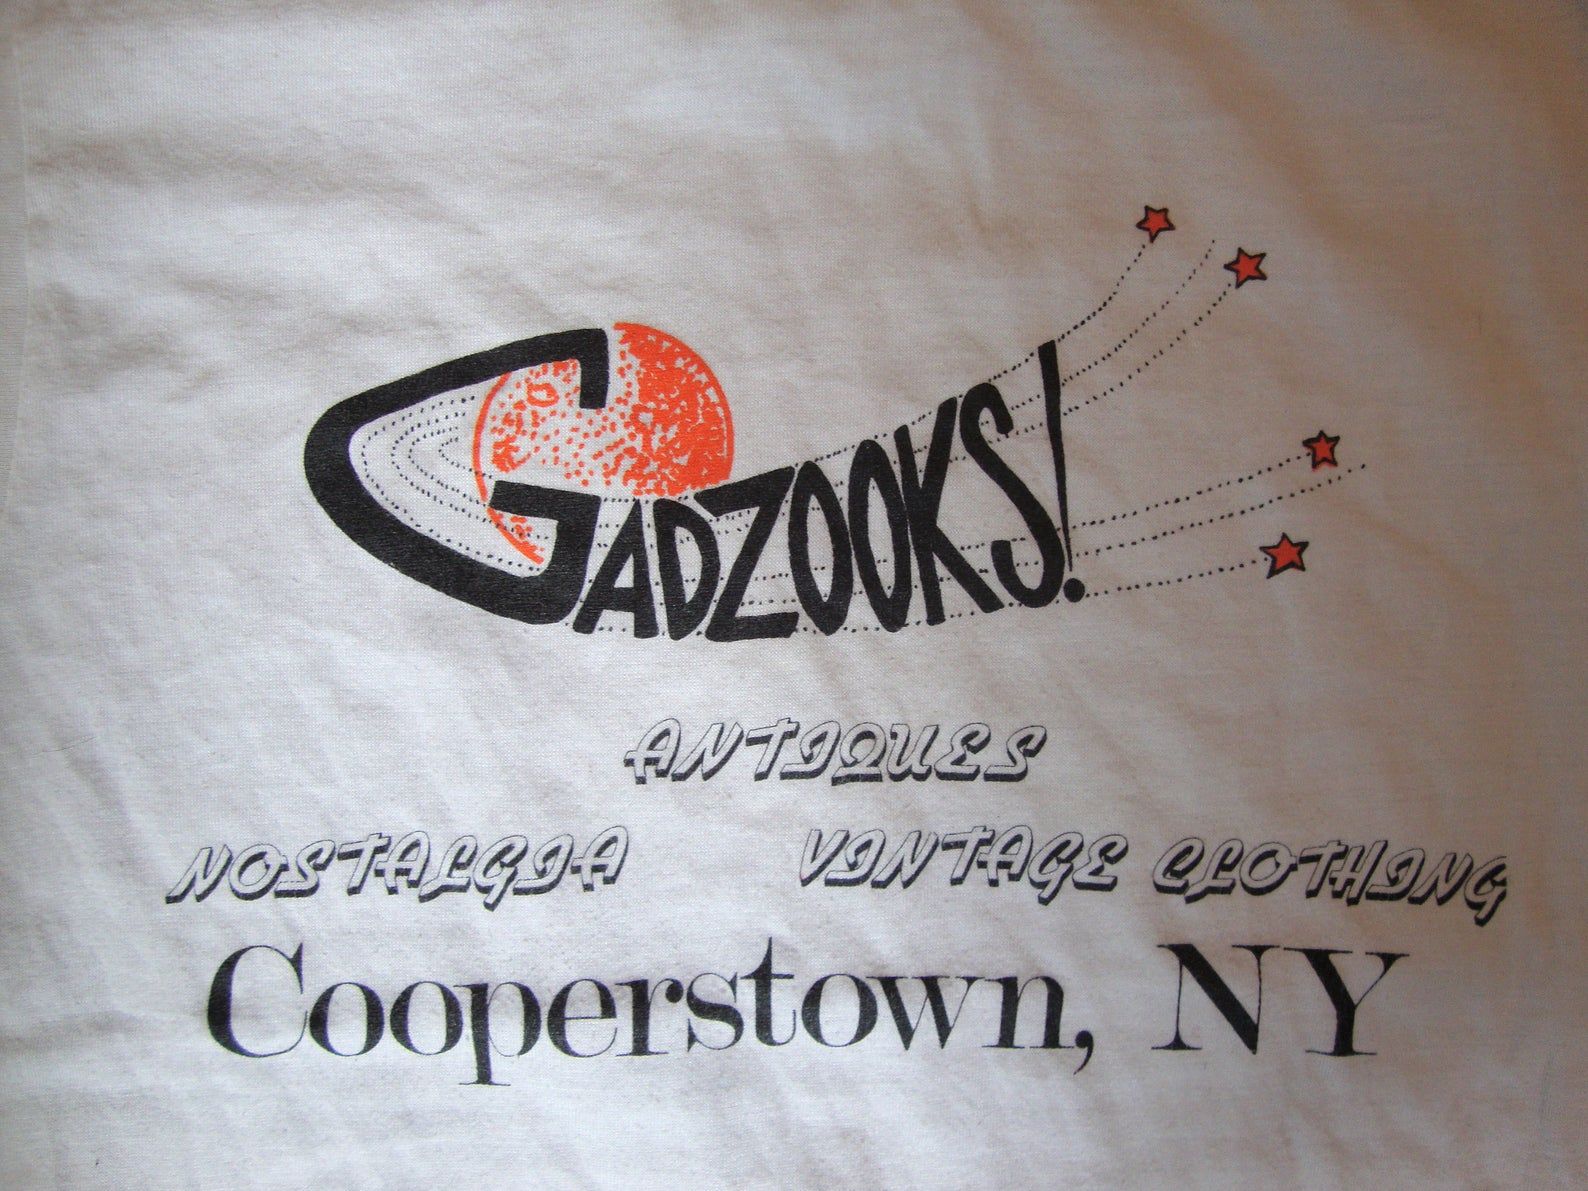 GADZOOKS!
ANTIQUES
NOSTALGIA VINTAGE CLOTHING
Cooperstown, NY